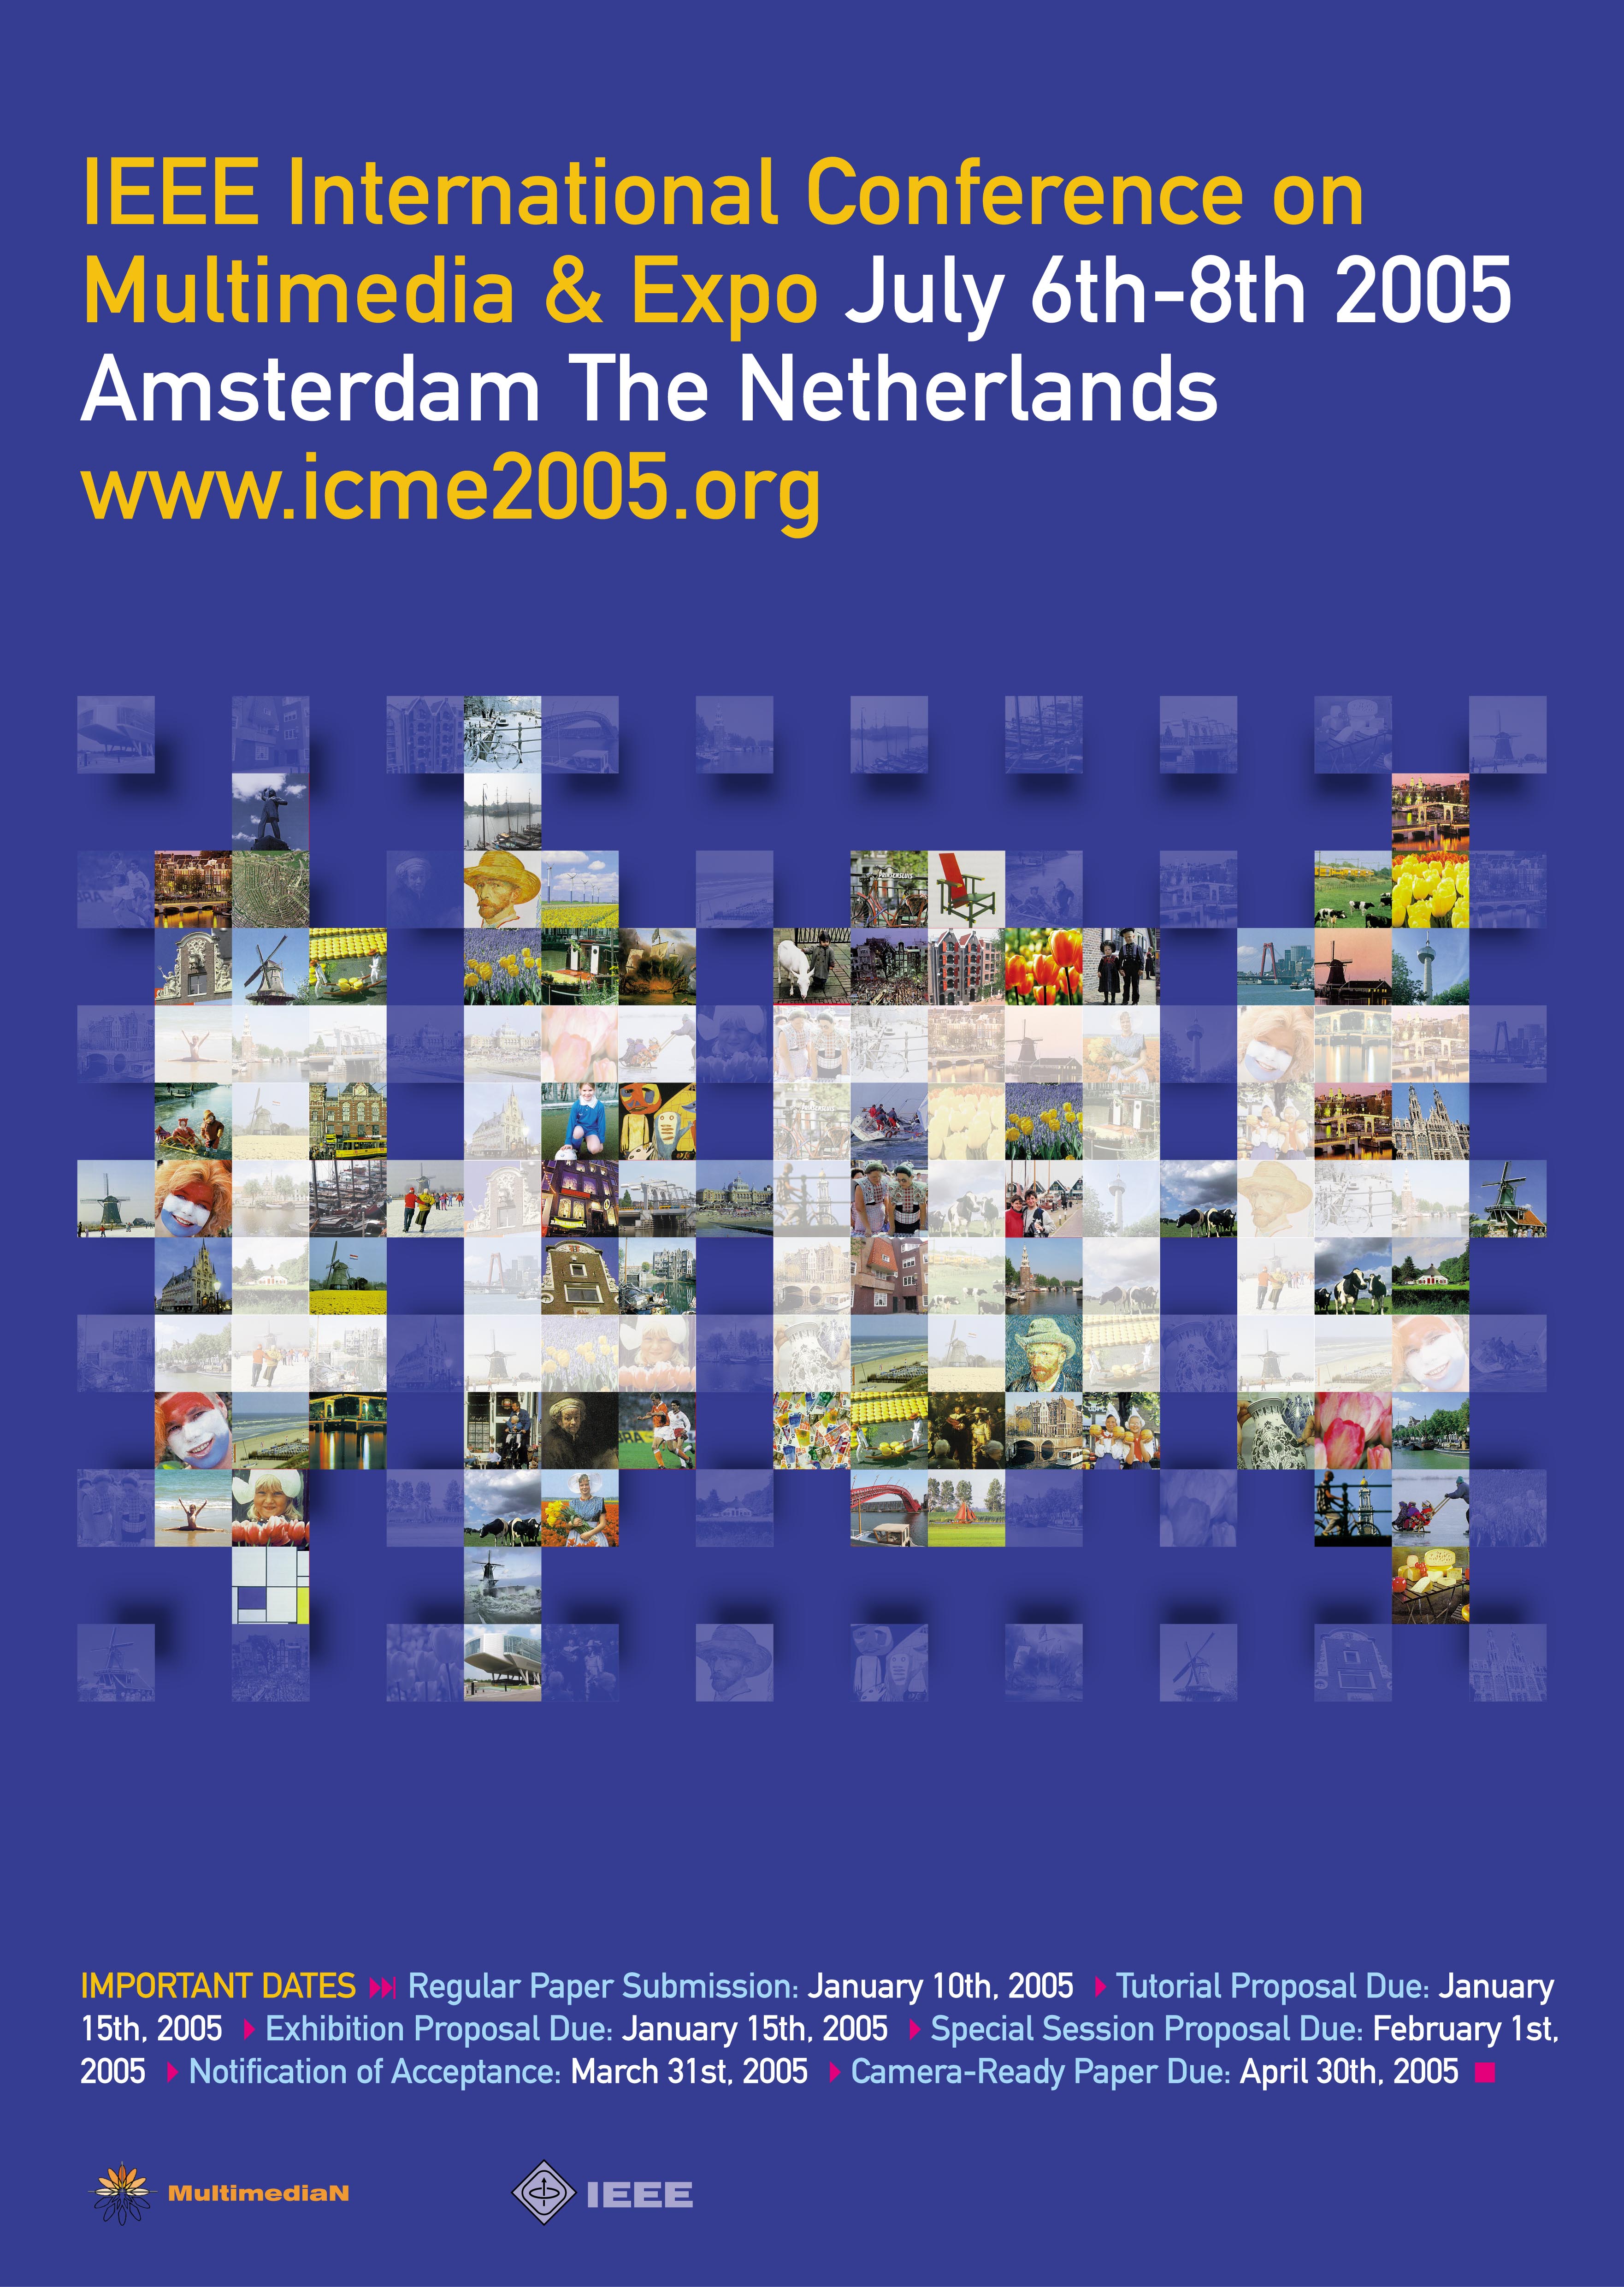 IEEE International Conference on
Multimedia & Expo July 6th-8th 2005
Amsterdam The Netherlands
www.icme2005.org
IMPORTANT DATES Regular Paper Submission: January 10th, 2005 Tutorial Proposal Due: January
15th, 2005 Exhibition Proposal Due: January 15th, 2005 Special Session Proposal Due: February 1st,
2005 Notification of Acceptance: March 31st, 2005 Camera-Ready Paper Due: April 30th, 2005
MultimediaN
IEEE